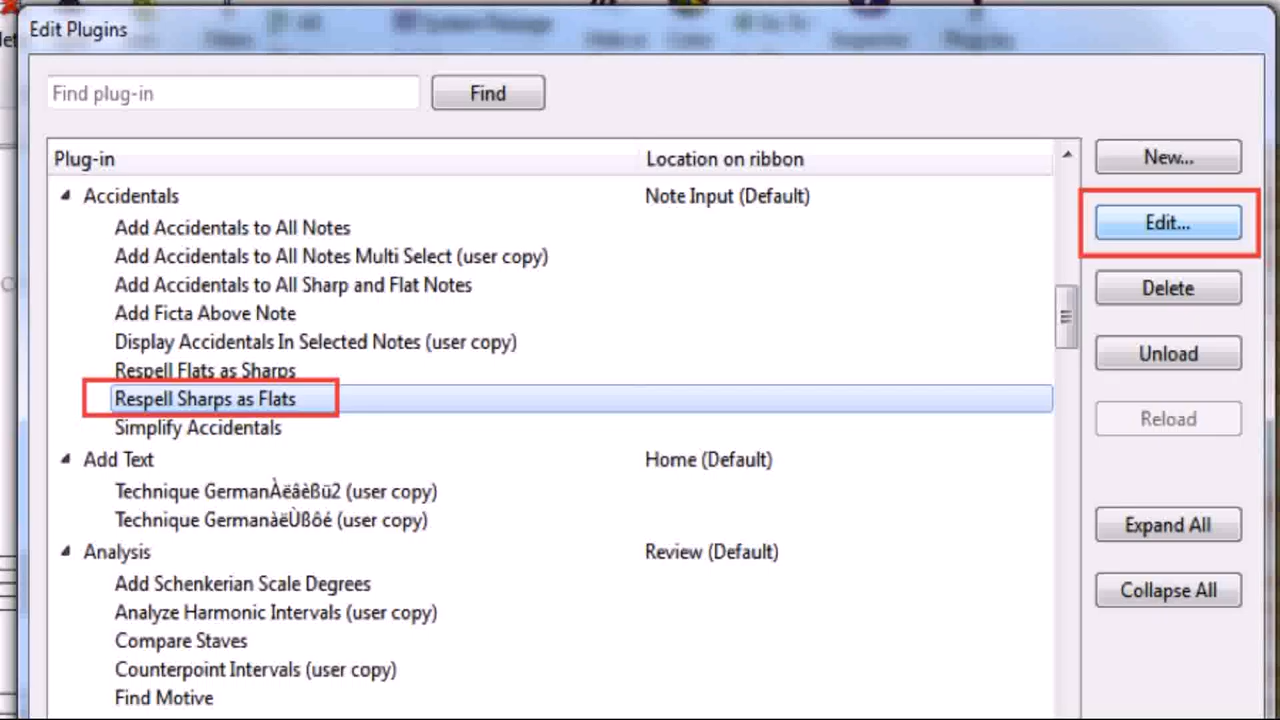 Edit Plugins
Find plug-in Find
Plug-in Location on ribbon New...
Accidentals Note Input (Default)
Edit...
Add Accidentals to All Notes
Add Accidentals to All Notes Multi Select (user copy)
Add Accidentals to All Sharp and Flat Notes Delete
Add Ficta Above Note
Display Accidentals In Selected Notes (user copy) Unload
Respell Flats as Sharps
Respell Sharps as Flats
Reload
Simplify Accidentals
Add Text Home (Default)
Technique GermanÀëâèßü2 (user copy)
Technique GermanàëÙßôé (user copy) Expand All
Analysis Review (Default)
Add Schenkerian Scale Degrees Collapse All
Analyze Harmonic Intervals (user copy)
Compare Staves
Counterpoint Intervals (user copy)
Find Motive